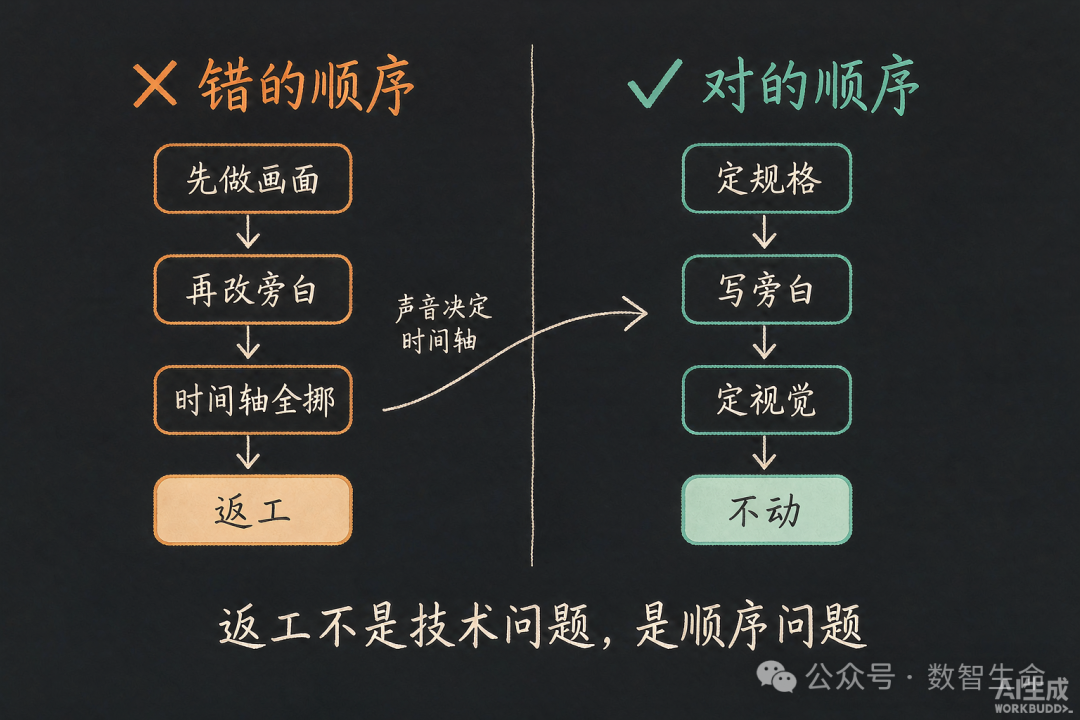 ✕ 错的顺序
先做画面
再改旁白
时间轴全挪
返工
声音决定
时间轴
✓ 对的顺序
定规格
写旁白
定视觉
不动
返工不是技术问题，是顺序问题
公众号·数智生命
AI生成
WORKBUDD>_